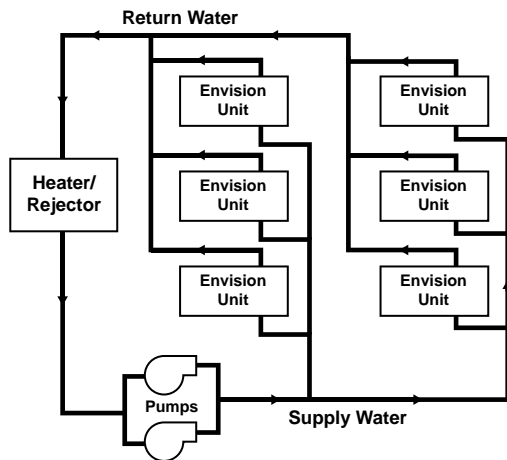 Return Water
Envision
Unit
Envision
Unit
Heater/
Rejector
Envision
Unit
Envision
Unit
Envision
Unit
Envision
Unit
Pumps
Supply Water